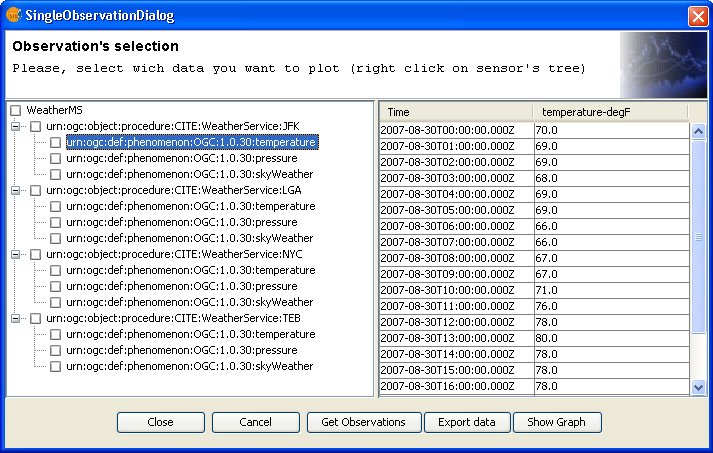 SingleObservationDialog
Observation's selection
Please, select wich data you want to plot (right click on sensor's tree)
WeatherMS
urn:ogc:object:procedure:CITE:WeatherService:JFK
urn:ogc:def:phenomenon:OGC:1.0.30:temperature
urn:ogc:def:phenomenon:OGC:1.0.30:pressure
urn:ogc:def:phenomenon:OGC:1.0.30:skyWeather
urn:ogc:object:procedure:CITE:WeatherService:LGA
urn:ogc:def:phenomenon:OGC:1.0.30:temperature
urn:ogc:def:phenomenon:OGC:1.0.30:pressure
urn:ogc:def:phenomenon:OGC:1.0.30:skyWeather
urn:ogc:object:procedure:CITE:WeatherService:NYC
urn:ogc:def:phenomenon:OGC:1.0.30:temperature
urn:ogc:def:phenomenon:OGC:1.0.30:pressure
urn:ogc:def:phenomenon:OGC:1.0.30:skyWeather
urn:ogc:object:procedure:CITE:WeatherService:TEB
urn:ogc:def:phenomenon:OGC:1.0.30:temperature
urn:ogc:def:phenomenon:OGC:1.0.30:pressure
urn:ogc:def:phenomenon:OGC:1.0.30:skyWeather
Time temperature-degF
2007-08-30T00:00:00.000Z 70.0
2007-08-30T01:00:00.000Z 69.0
2007-08-30T02:00:00.000Z 69.0
2007-08-30T03:00:00.000Z 68.0
2007-08-30T04:00:00.000Z 69.0
2007-08-30T05:00:00.000Z 69.0
2007-08-30T06:00:00.000Z 66.0
2007-08-30T07:00:00.000Z 66.0
2007-08-30T08:00:00.000Z 67.0
2007-08-30T09:00:00.000Z 67.0
2007-08-30T10:00:00.000Z 71.0
2007-08-30T11:00:00.000Z 76.0
2007-08-30T12:00:00.000Z 78.0
2007-08-30T13:00:00.000Z 80.0
2007-08-30T14:00:00.000Z 78.0
2007-08-30T15:00:00.000Z 78.0
2007-08-30T16:00:00.000Z 78.0
Close Cancel Get Observations Export data Show Graph